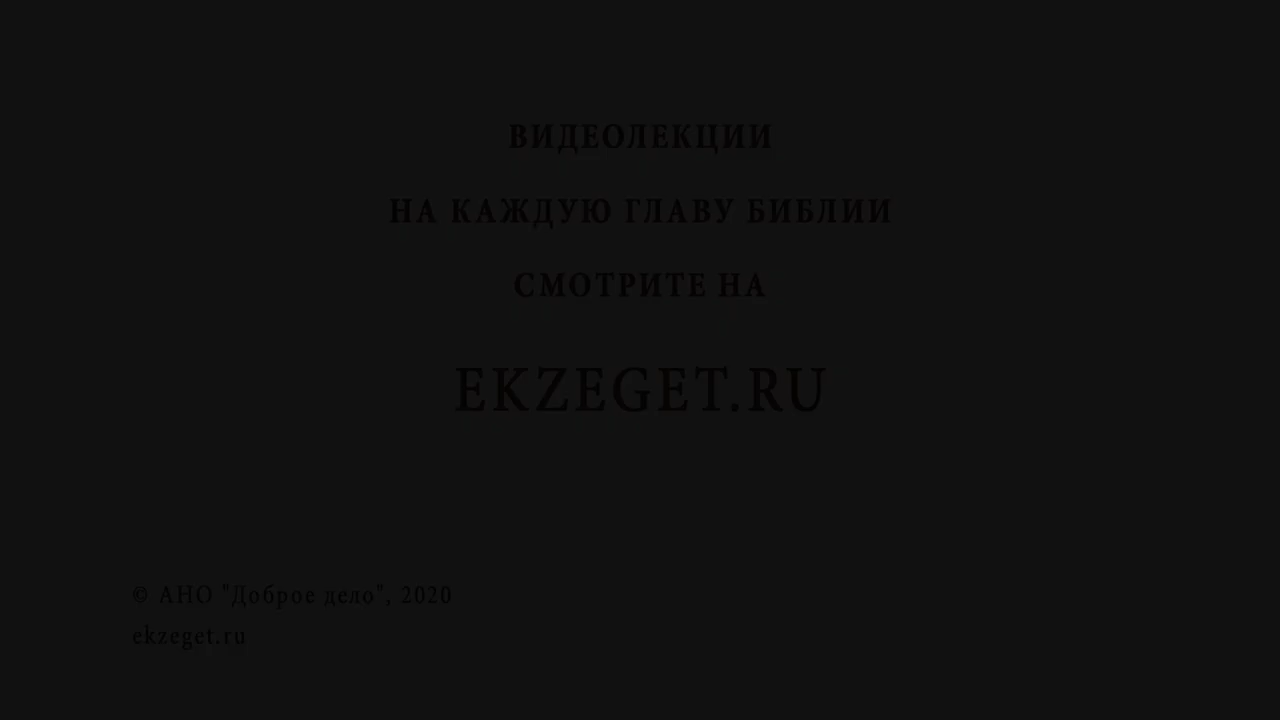 ВИДЕОЛЕКЦИИ
НА КАЖДУЮ ГЛАВУ БИБЛИИ
СМОТРИТЕ НА
EKZEGET.RU
© АНО "Доброе дело", 2020
ekzeget.ru